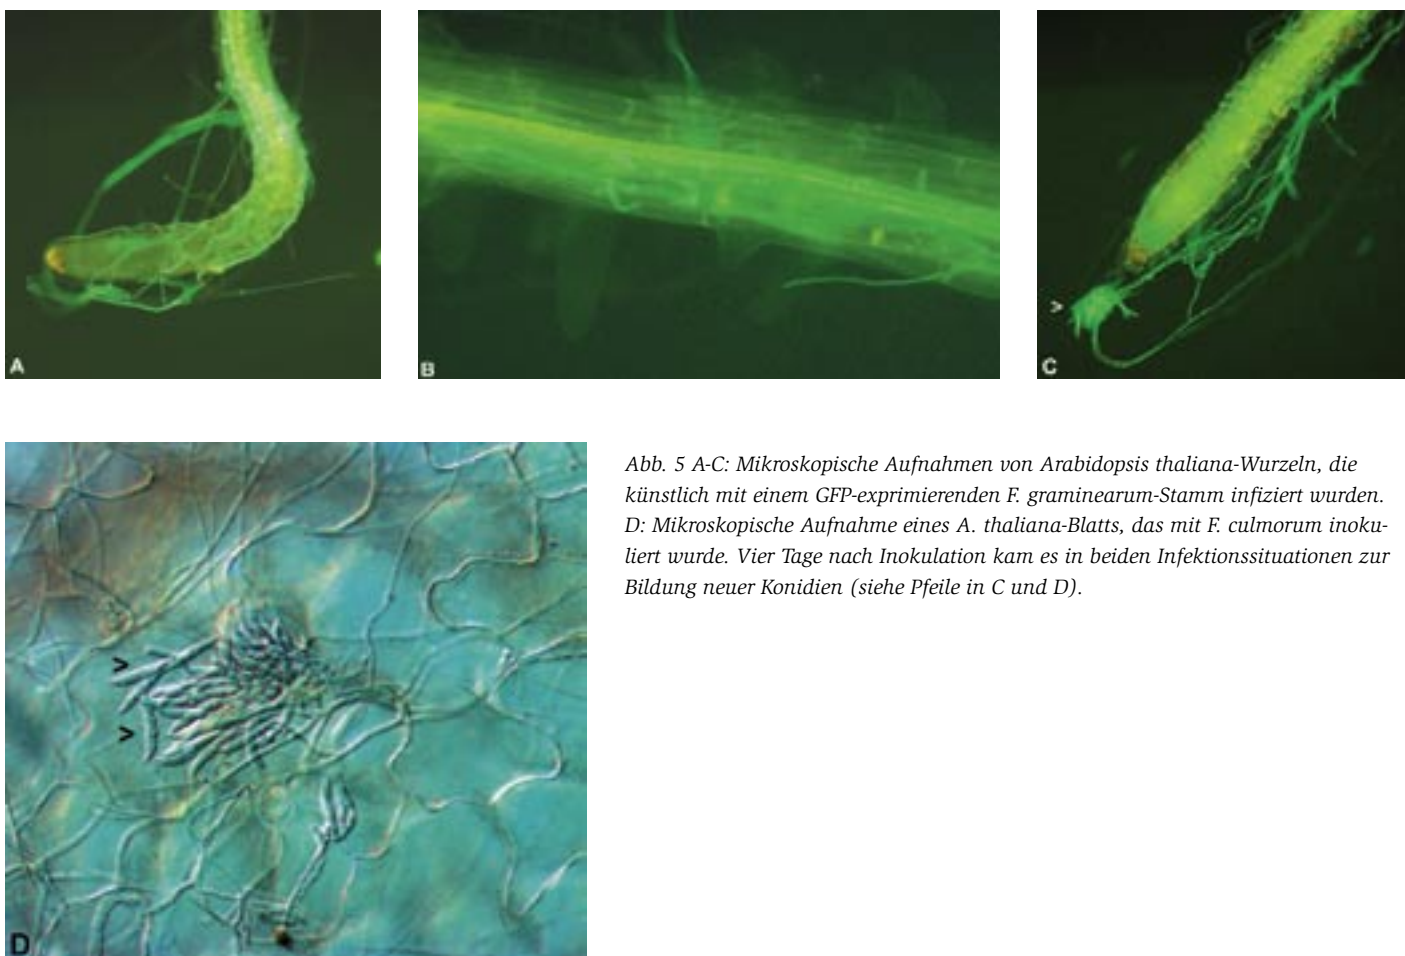 A
B
C
>
Abb. 5 A-C: Mikroskopische Aufnahmen von Arabidopsis thaliana-Wurzeln, die
künstlich mit einem GFP-exprimierenden F. graminearum-Stamm infiziert wurden.
D: Mikroskopische Aufnahme eines A. thaliana-Blatts, das mit F. culmorum inoku-
liert wurde. Vier Tage nach Inokulation kam es in beiden Infektionssituationen zur
Bildung neuer Konidien (siehe Pfeile in C und D).
>
>
D